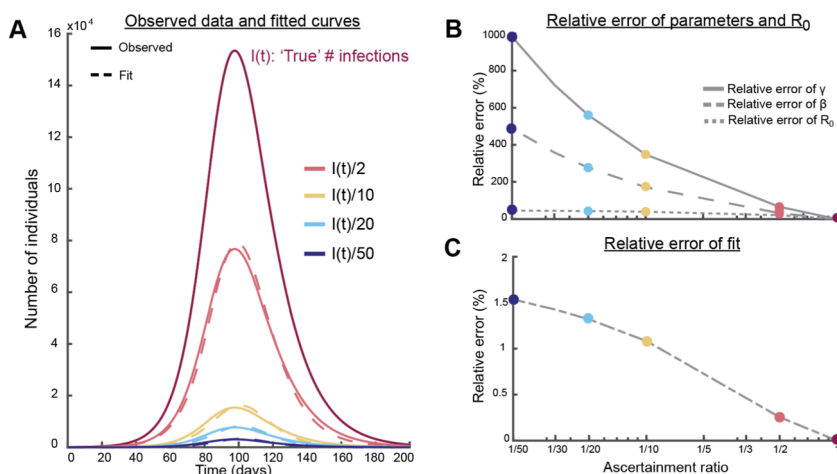 A
Observed data and fitted curves
×10⁴
16
14
12
10
8
6
4
2
0
Number of individuals
Observed
Fit
I(t): 'True' # infections
I(t)/2
I(t)/10
I(t)/20
I(t)/50
0 20 40 60 80 100 120 140 160 180 200
Time (days)
B
Relative error of parameters and R₀
1000
800
600
400
200
0
Relative error (%)
Relative error of γ
Relative error of β
Relative error of R₀
C
Relative error of fit
2
1.5
1
0.5
0
Relative error (%)
1/50 1/30 1/20 1/10 1/5 1/3 1/2
Ascertainment ratio